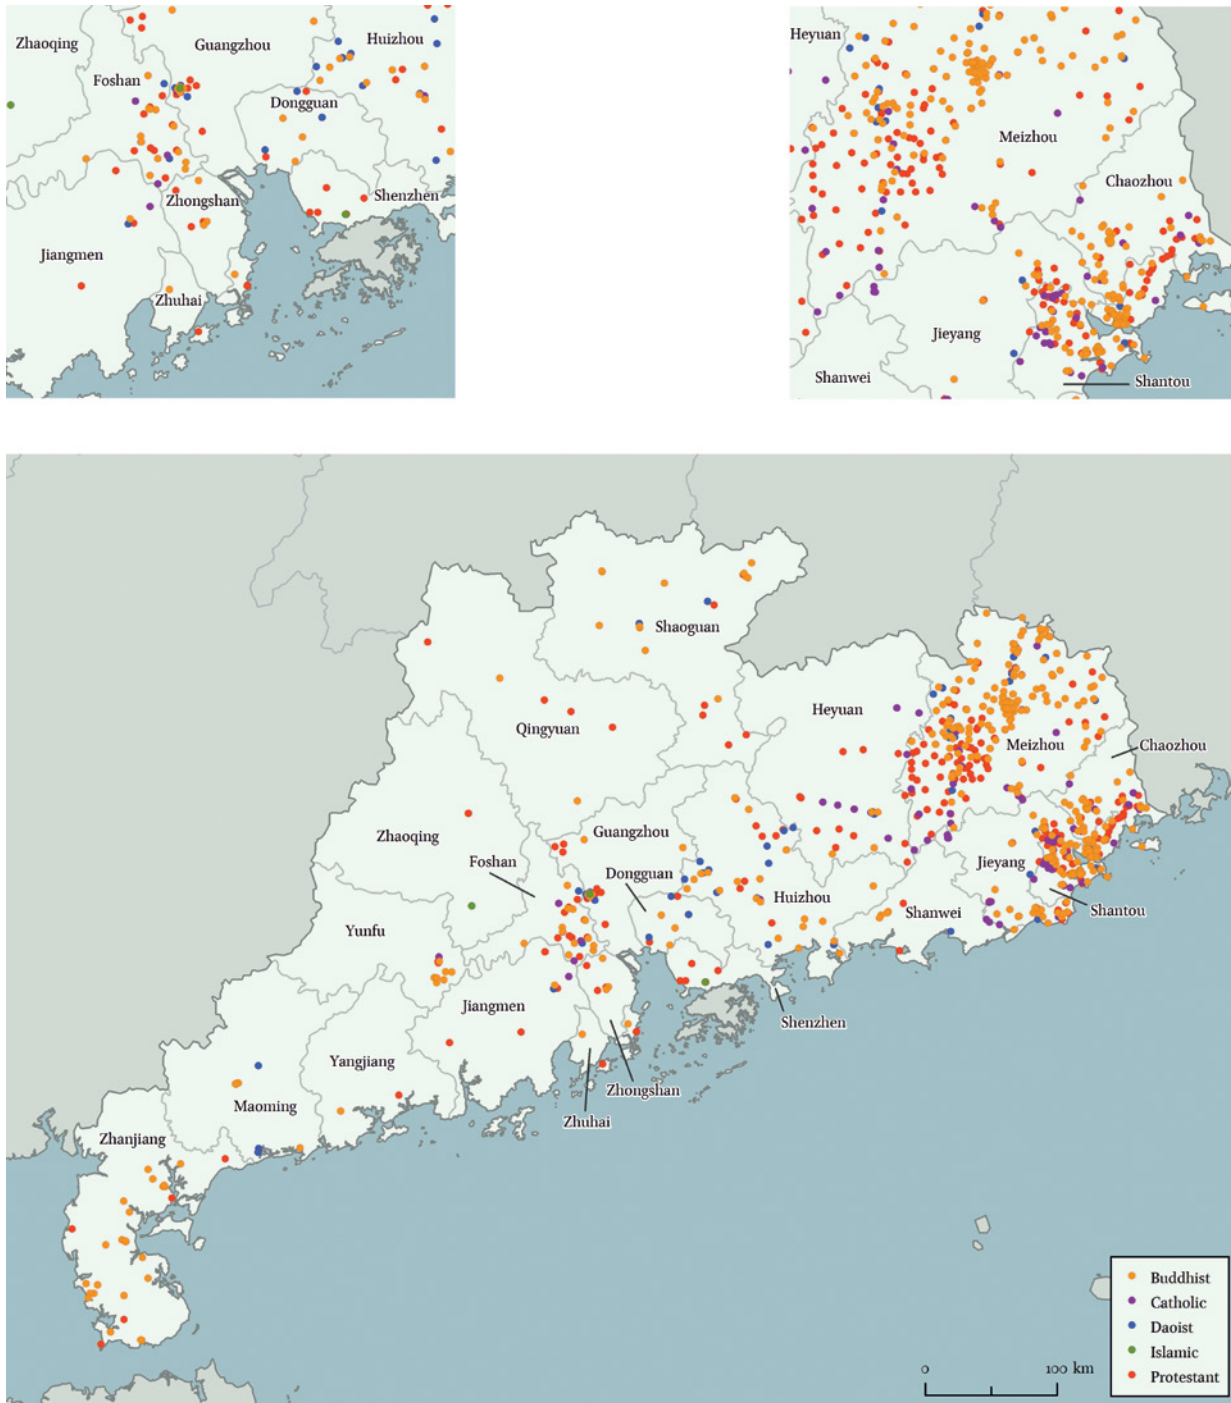 Zhaoqing
Guangzhou
Huizhou
Foshan
Dongguan
Zhongshan
Shenzhen
Jiangmen
Zhuhai
Heyuan
Meizhou
Chaozhou
Jieyang
Shanwei
Shantou
Shaoguan
Heyuan
Qingyuan
Meizhou
Chaozhou
Zhaoqing
Guangzhou
Foshan
Dongguan
Jieyang
Huizhou
Shanwei
Shantou
Yunfu
Jiangmen
Shenzhen
Yangjiang
Zhongshan
Maoming
Zhuhai
Zhanjiang
Buddhist
Catholic
Daoist
Islamic
Protestant
0 100 km